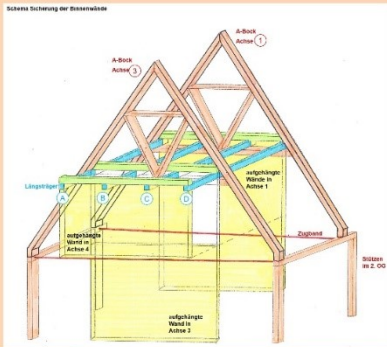 Schema Sicherung der Binnenwände
A-Bock
Achse 1
A-Bock
Achse 3
Längsträger
A
B
C
D
aufgehängte
Wände in
Achse 1
aufgehängte
Wand in
Achse 4
Zugband
Stützen
im 2. OG
aufgehängte
Wand in
Achse 3